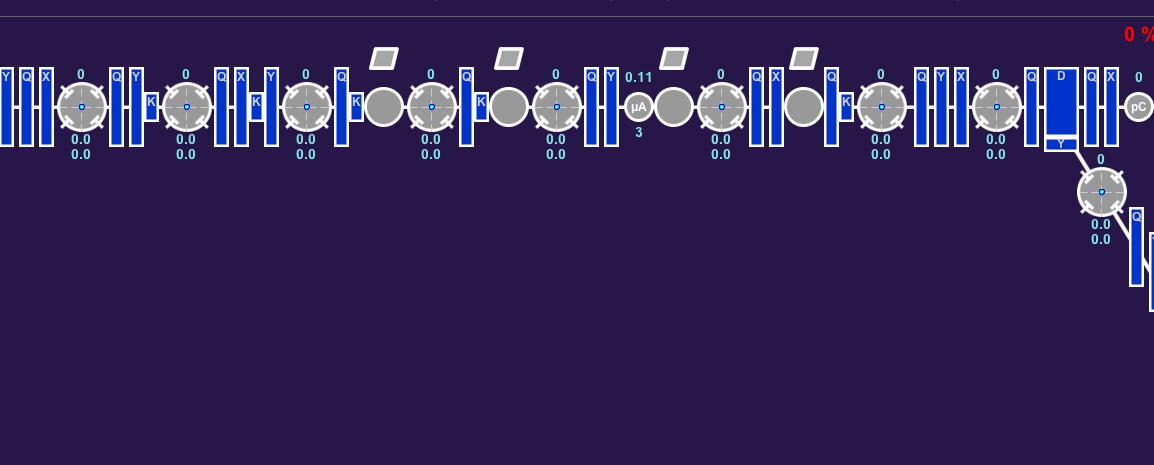 0 %
Y Q X 0 Q Y 0 Q X Y 0 Q 0 Q 0 Q Y 0.11 0 Q X Q 0 Q Y X 0 Q D Q X 0
K K K K µA K pC
0.0 0.0 0.0 0.0 0.0 3 0.0 0.0 0.0 Y
0.0 0.0 0.0 0.0 0.0 0.0 0.0 0.0 0
Q
0.0
0.0